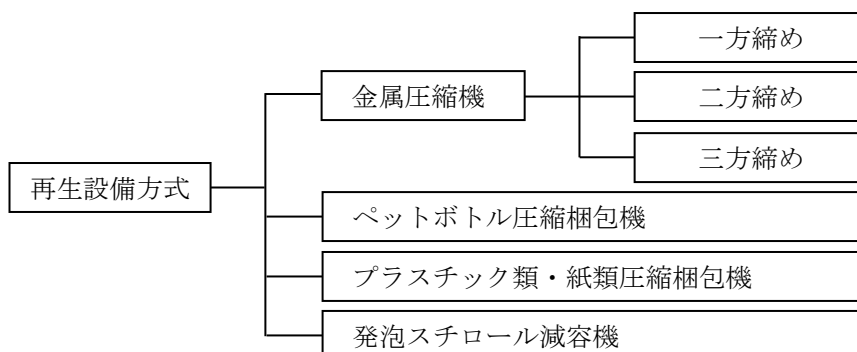 再生設備方式
金属圧縮機
一方締め
二方締め
三方締め
ペットボトル圧縮梱包機
プラスチック類・紙類圧縮梱包機
発泡スチロール減容機